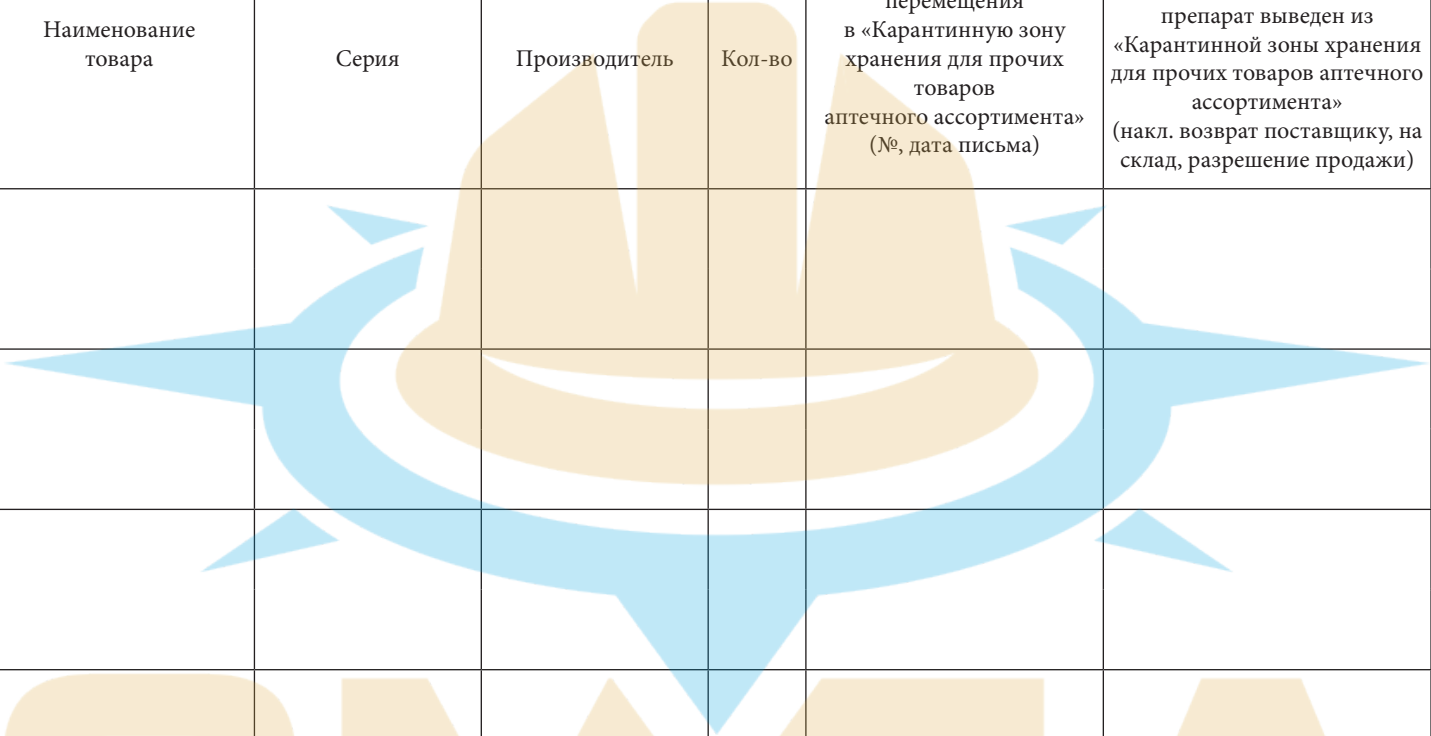 Наименование
товара
Серия
Производитель
Кол-во
перемещения
в «Карантинную зону
хранения для прочих
товаров
аптечного ассортимента»
(№, дата письма)
препарат выведен из
«Карантинной зоны хранения
для прочих товаров аптечного
ассортимента»
(накл. возврат поставщику, на
склад, разрешение продажи)